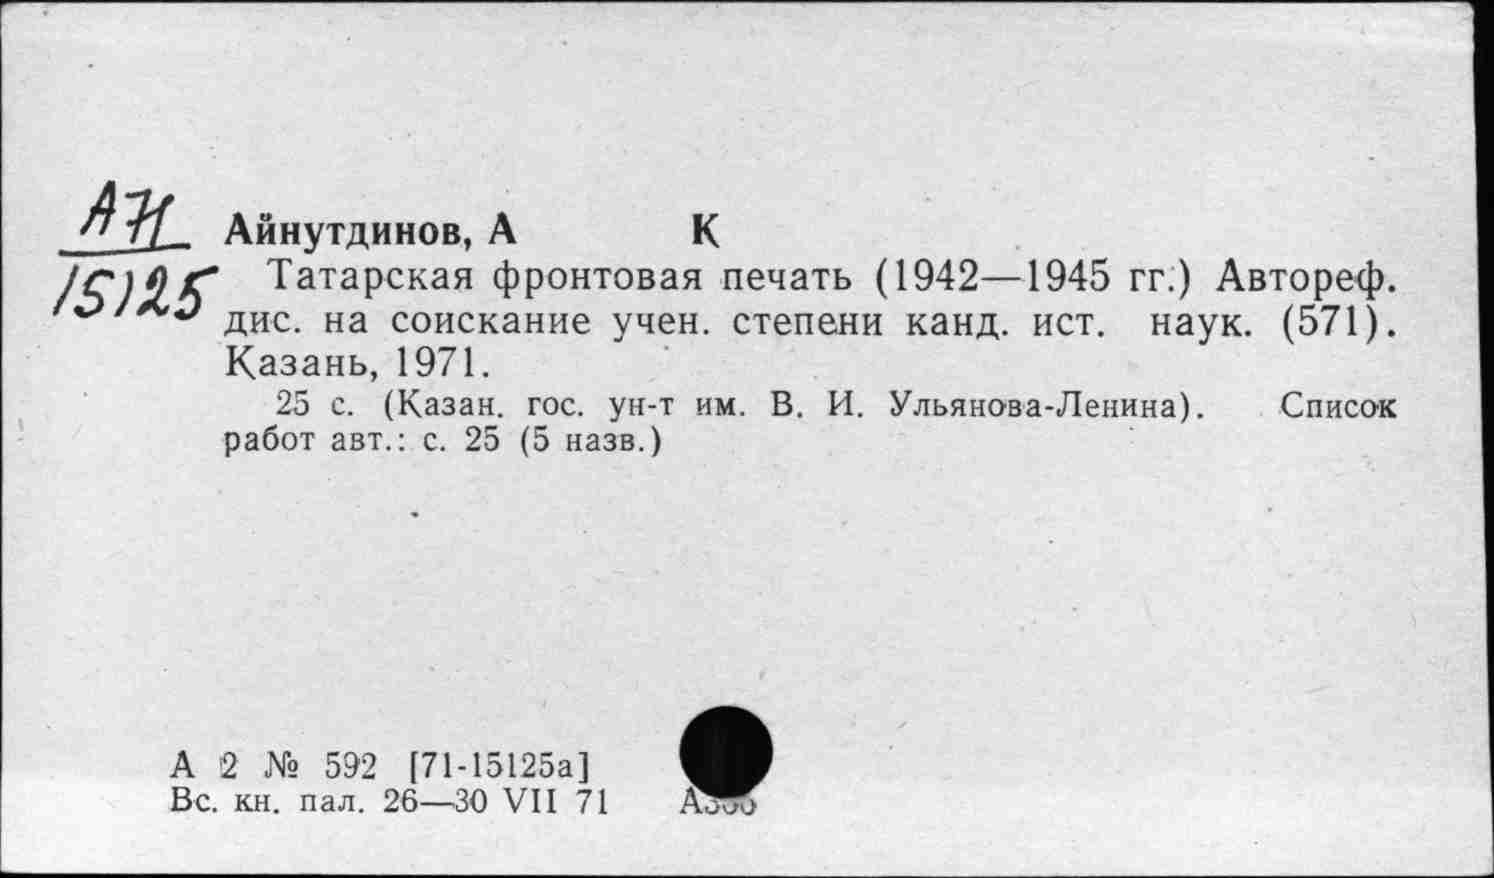 Айнутдинов, А К
15125 Татарская фронтовая печать (1942—1945 гг.) Автореф.
дис. на соискание учен. степени канд. ист. наук. (571).
Казань, 1971.
25 с. (Казан. гос. ун-т им. В. И. Ульянова-Ленина). Список
работ авт.: с. 25 (5 назв.)
А 2 № 592 [71-15125а]
Вс. кн. пал. 26—30 VII 71